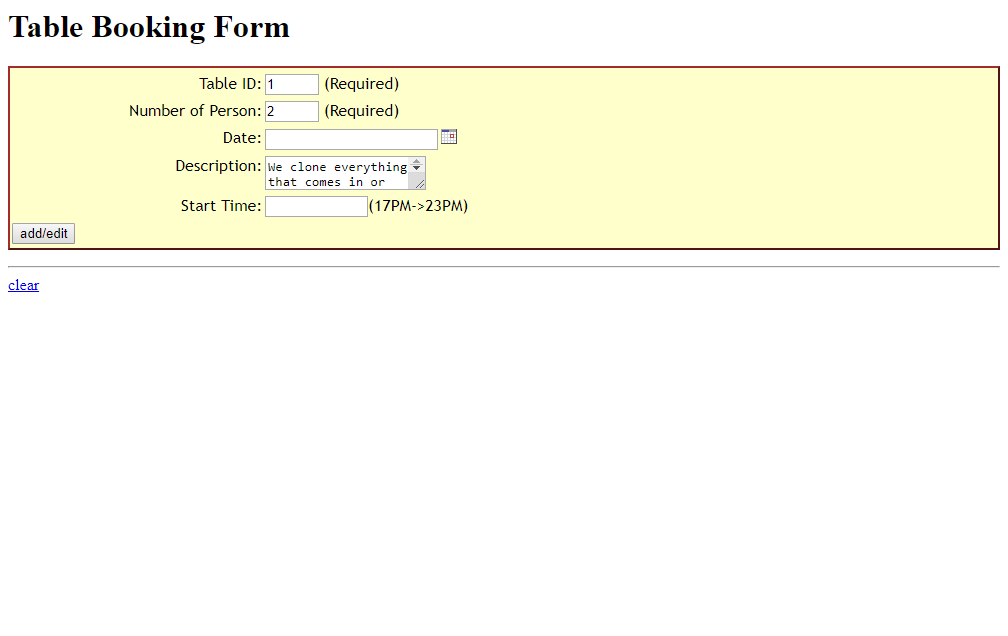 Table Booking Form
Table ID: 1 (Required)
Number of Person: 2 (Required)
Date:
Description: We clone everything
that comes in or
Start Time: (17PM->23PM)
add/edit
clear